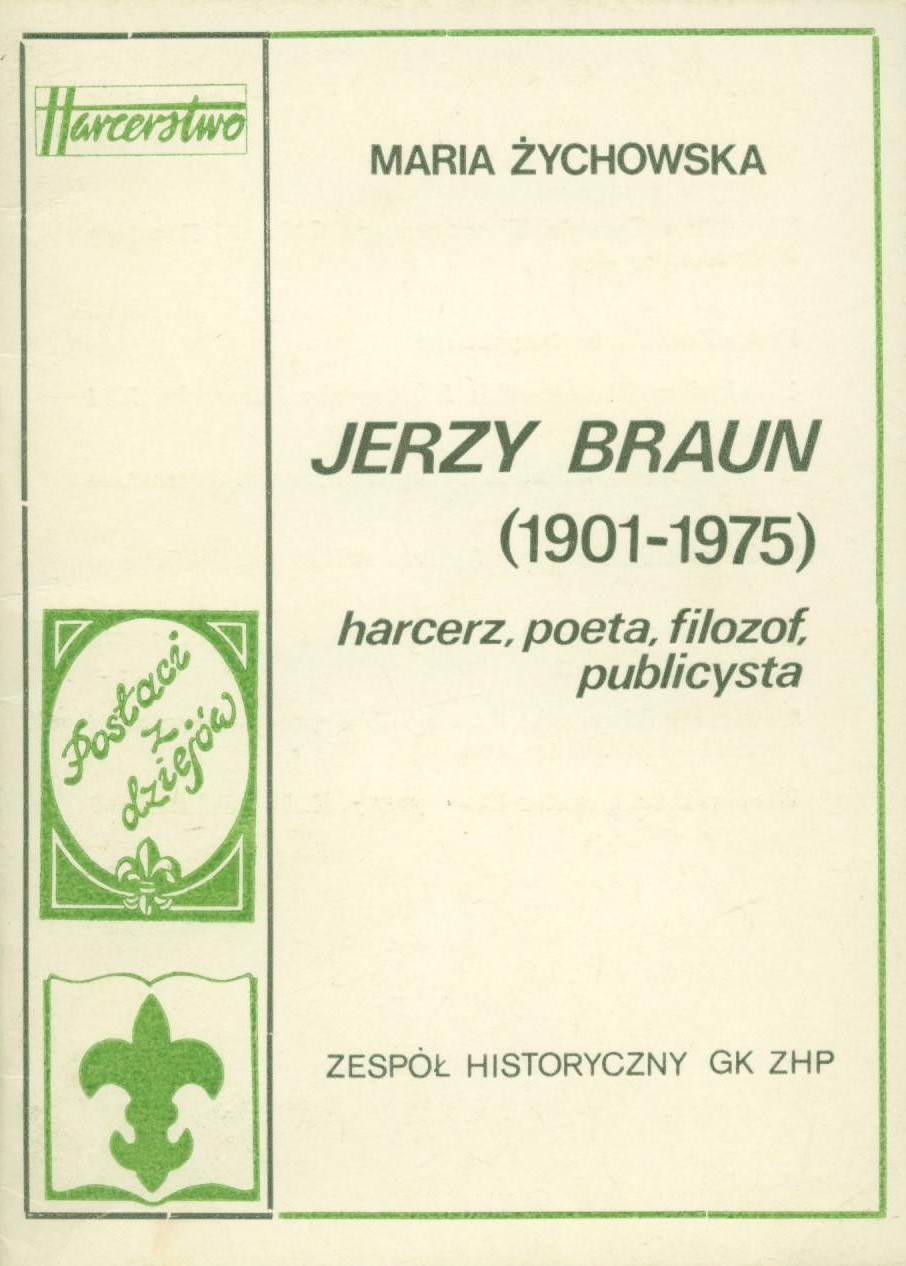 Harcerstwo
MARIA ŻYCHOWSKA
JERZY BRAUN
(1901-1975)
harcerz, poeta, filozof,
publicysta
Postaci
z
dziejów
ZESPÓŁ HISTORYCZNY GK ZHP